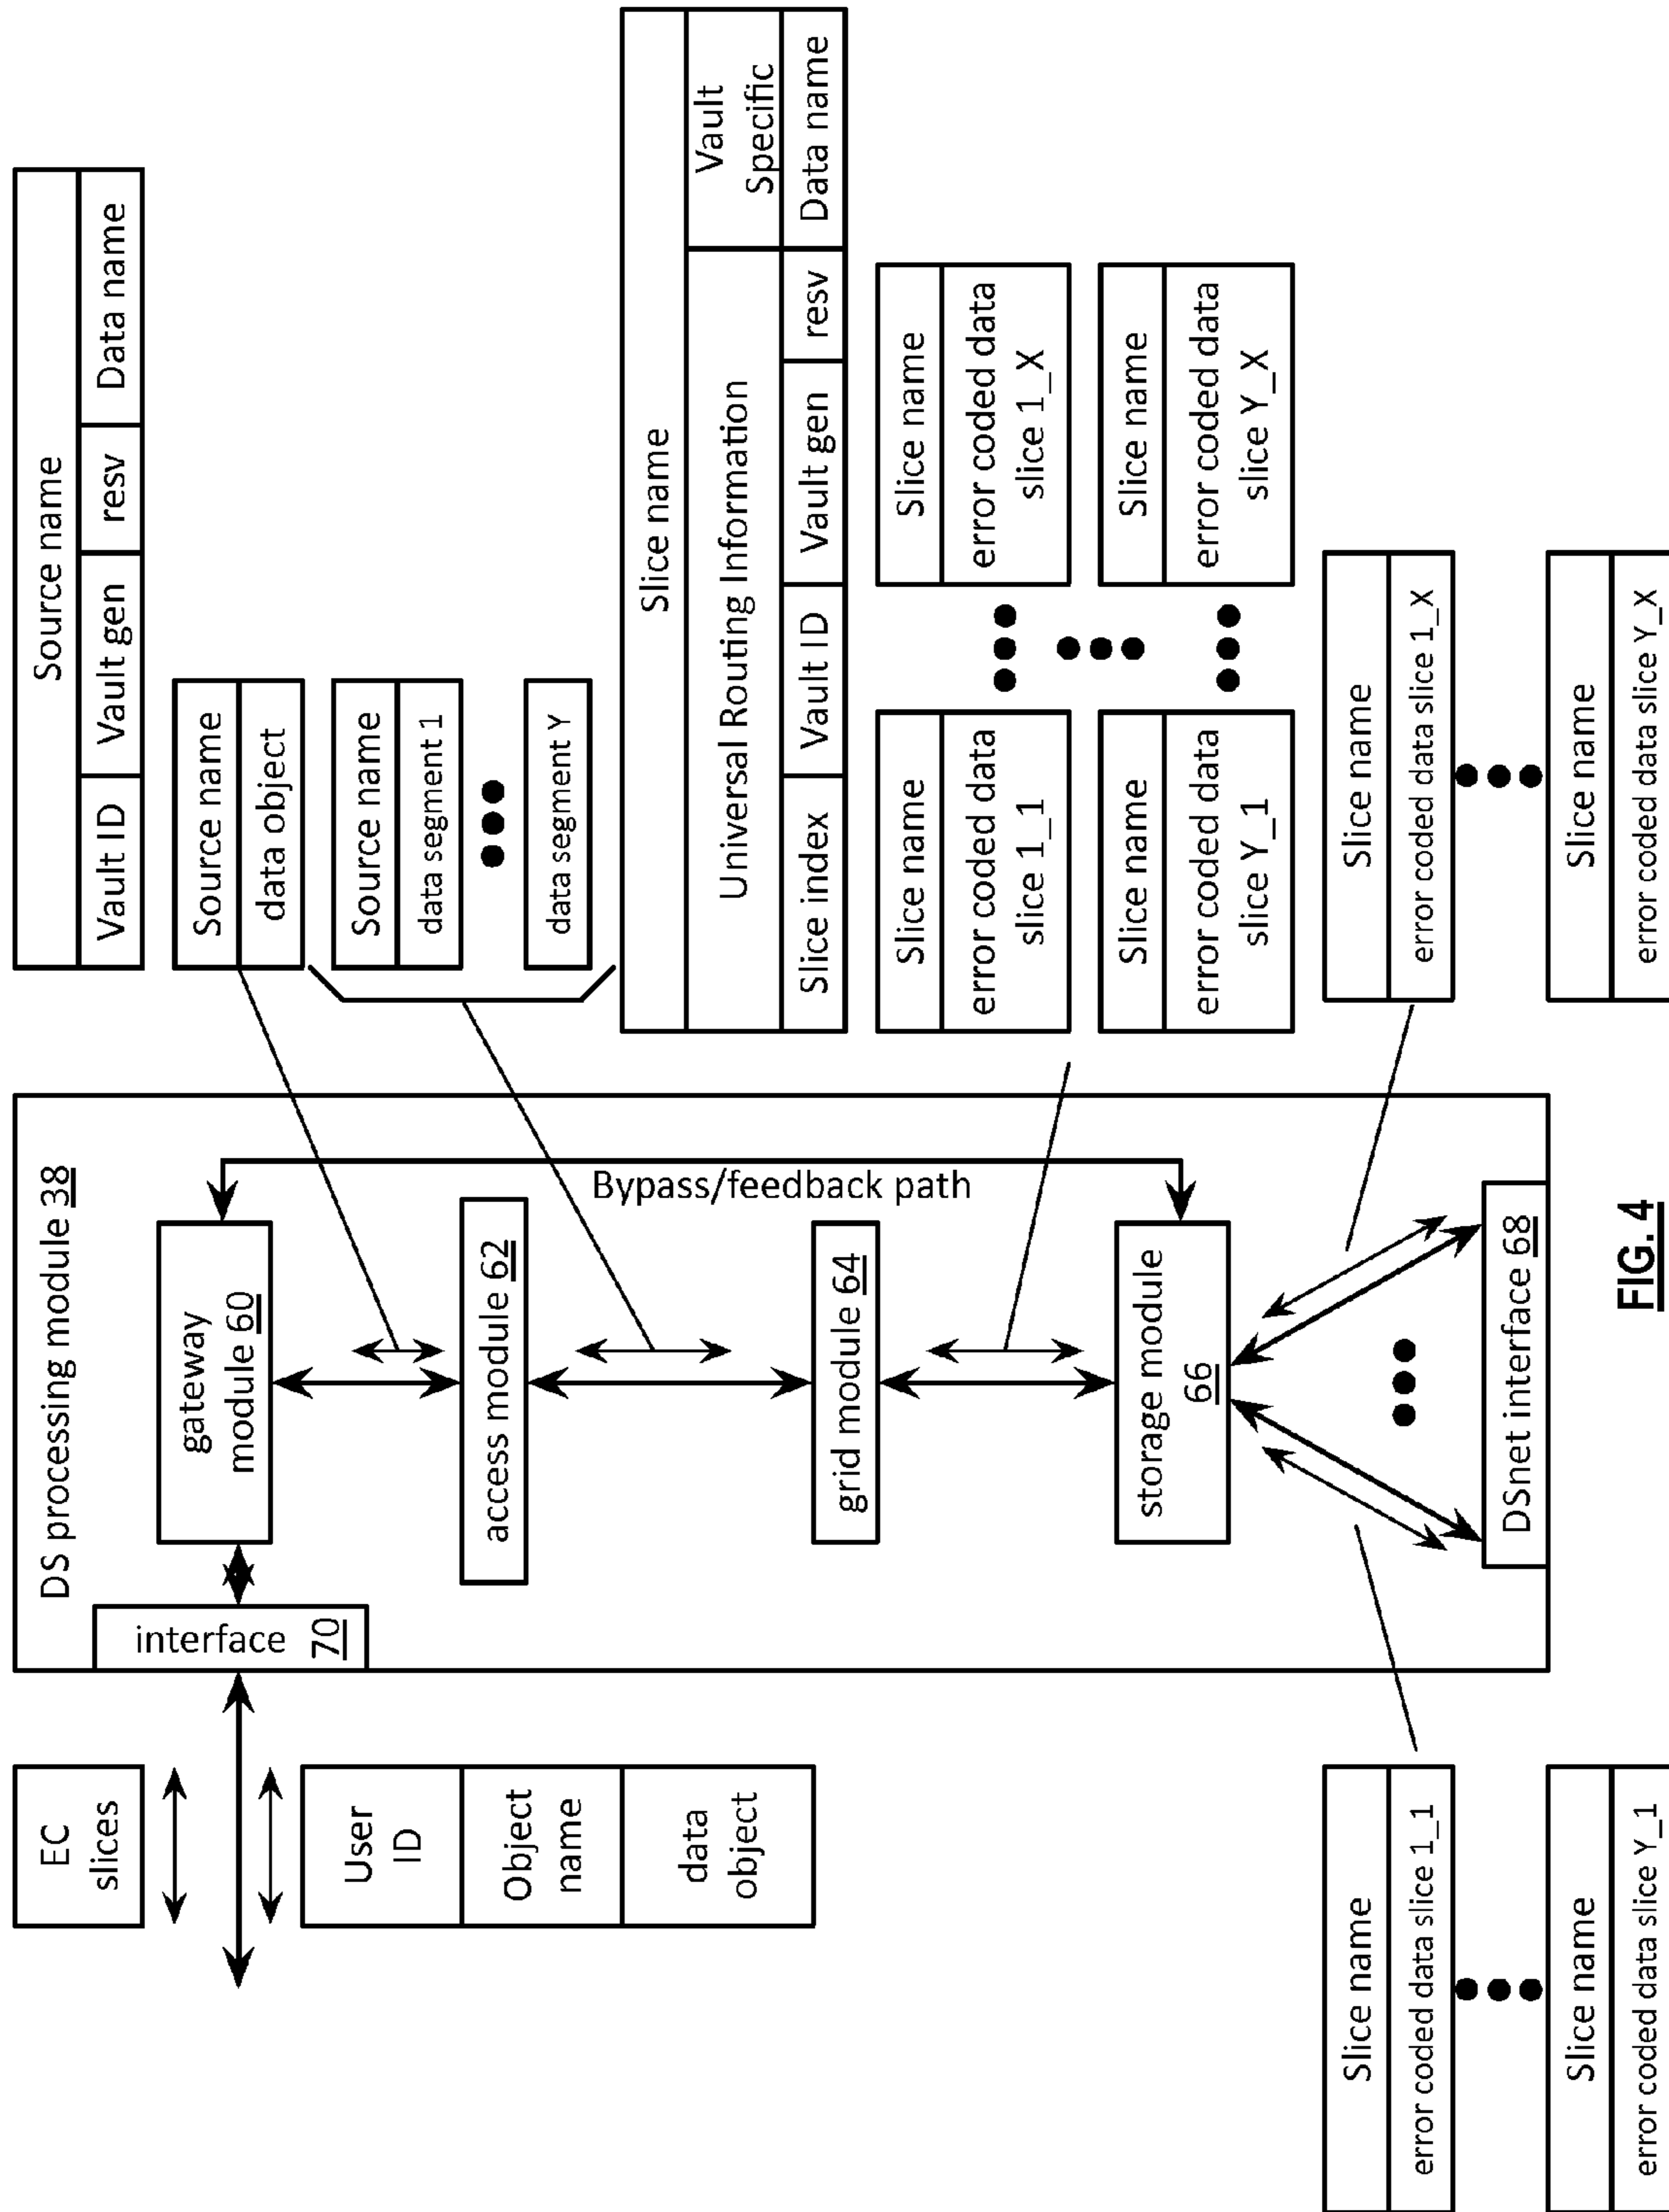 EC
slices
User
ID
Object
name
data
object
DS processing module 38
interface 70
gateway
module 60
access module 62
Bypass/feedback path
grid module 64
storage module
66
DSnet interface 68
Source name
Vault ID Vault gen resv Data name
Source name
data object
Source name
data segment 1
data segment Y
Slice name
Universal Routing Information
Vault
Specific
Slice index Vault ID Vault gen resv Data name
Slice name
error coded data
slice 1_1
Slice name
error coded data
slice 1_X
Slice name
error coded data
slice Y_1
Slice name
error coded data
slice Y_X
Slice name
error coded data slice 1_1
Slice name
error coded data slice Y_1
Slice name
error coded data slice 1_X
Slice name
error coded data slice Y_X
FIG. 4